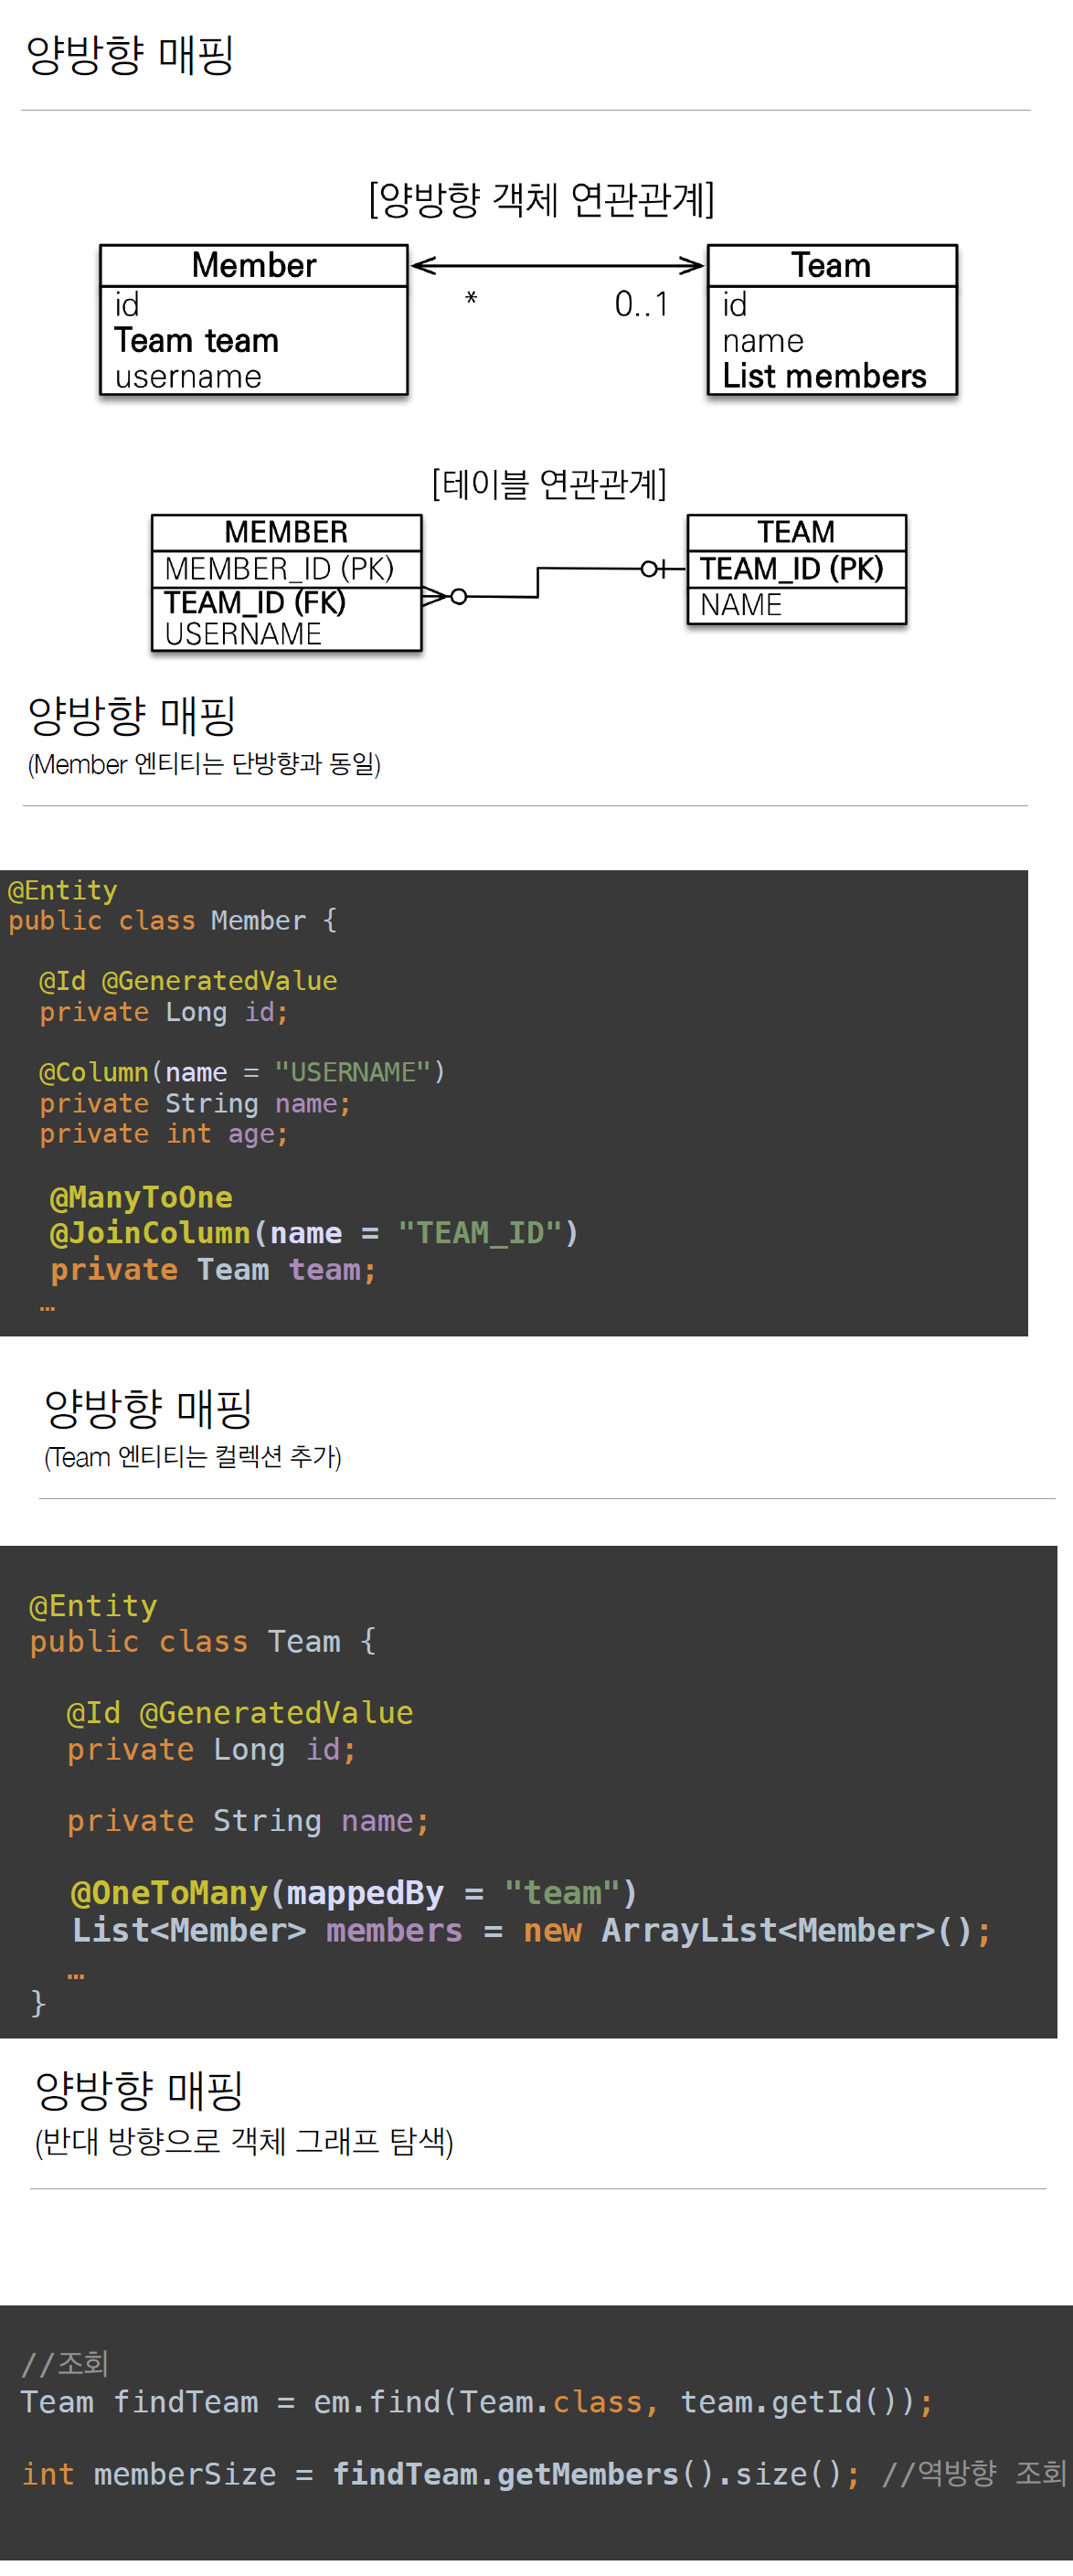 양방향 매핑
[양방향 객체 연관관계]
Member
id
Team team
username
* 0..1
Team
id
name
List members
[테이블 연관관계]
MEMBER
MEMBER_ID (PK)
TEAM_ID (FK)
USERNAME
TEAM
TEAM_ID (PK)
NAME
양방향 매핑
(Member 엔티티는 단방향과 동일)
@Entity
public class Member {
@Id @GeneratedValue
private Long id;
@Column(name = "USERNAME")
private String name;
private int age;
@ManyToOne
@JoinColumn(name = "TEAM_ID")
private Team team;
…
양방향 매핑
(Team 엔티티는 컬렉션 추가)
@Entity
public class Team {
@Id @GeneratedValue
private Long id;
private String name;
@OneToMany(mappedBy = "team")
List<Member> members = new ArrayList<Member>();
…
}
양방향 매핑
(반대 방향으로 객체 그래프 탐색)
//조회
Team findTeam = em.find(Team.class, team.getId());
int memberSize = findTeam.getMembers().size(); //역방향 조회